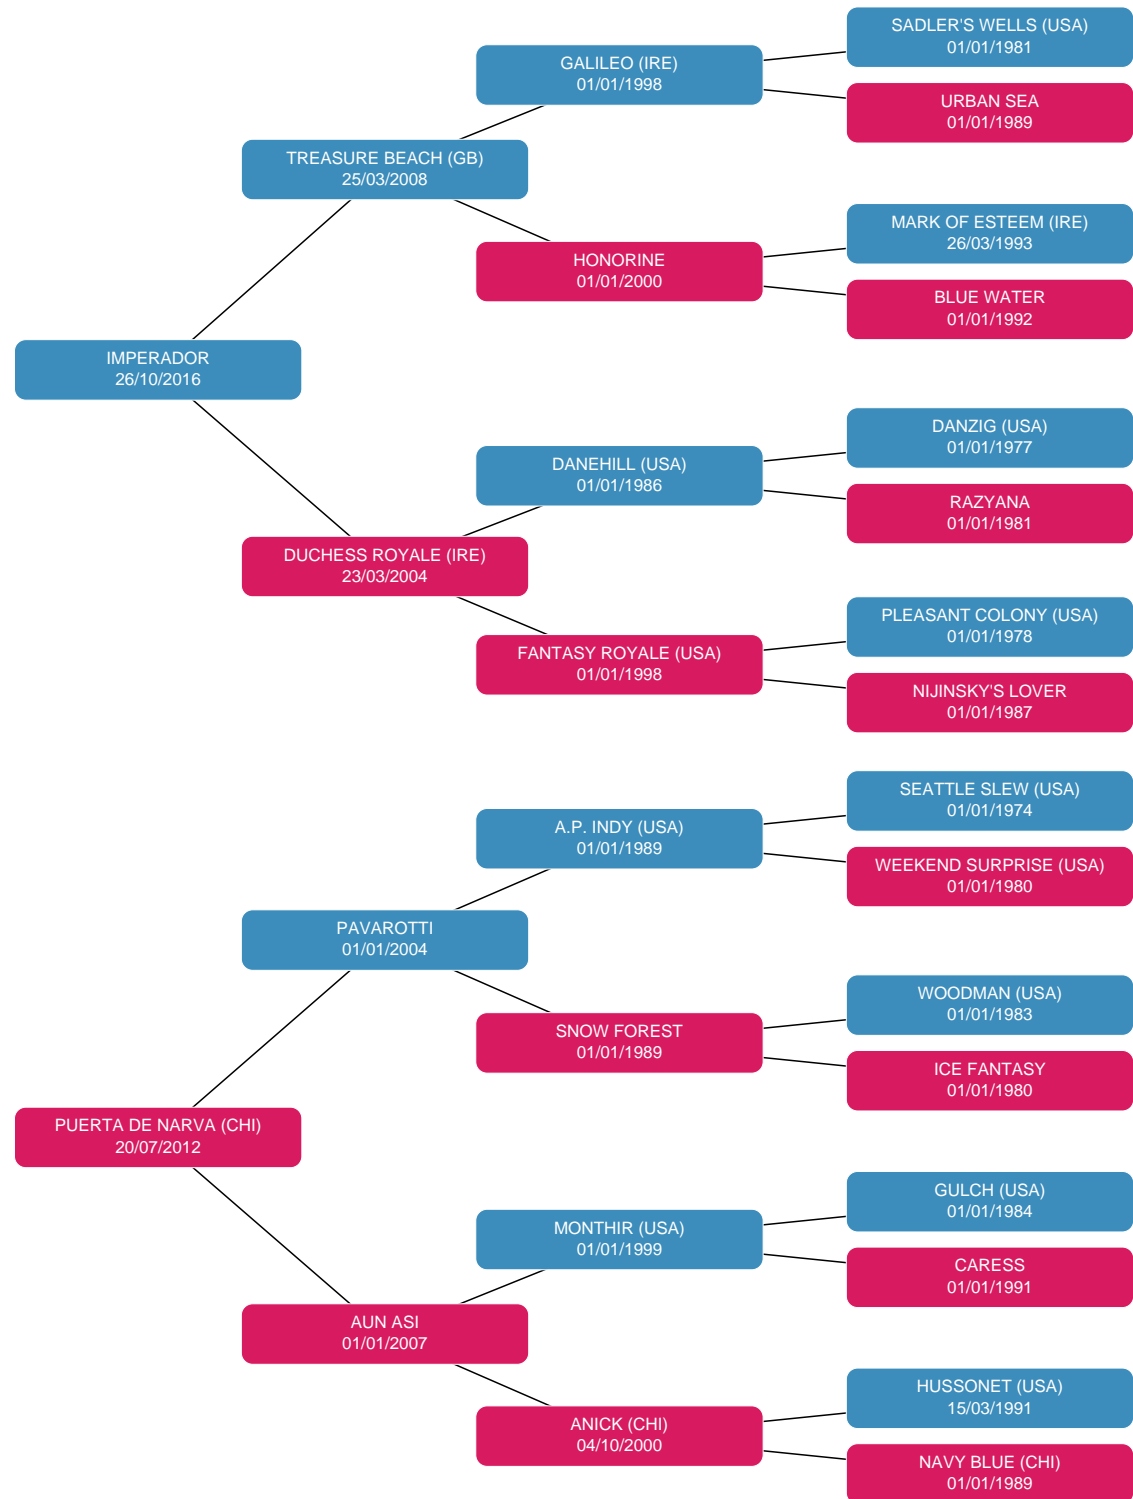 SADLER'S WELLS (USA)
01/01/1981
GALILEO (IRE)
01/01/1998
URBAN SEA
01/01/1989
TREASURE BEACH (GB)
25/03/2008
MARK OF ESTEEM (IRE)
26/03/1993
HONORINE
01/01/2000
BLUE WATER
01/01/1992
IMPERADOR
26/10/2016
DANZIG (USA)
01/01/1977
DANEHILL (USA)
01/01/1986
RAZYANA
01/01/1981
DUCHESS ROYALE (IRE)
23/03/2004
PLEASANT COLONY (USA)
01/01/1978
FANTASY ROYALE (USA)
01/01/1998
NIJINSKY'S LOVER
01/01/1987
SEATTLE SLEW (USA)
01/01/1974
A.P. INDY (USA)
01/01/1989
WEEKEND SURPRISE (USA)
01/01/1980
PAVAROTTI
01/01/2004
WOODMAN (USA)
01/01/1983
SNOW FOREST
01/01/1989
ICE FANTASY
01/01/1980
PUERTA DE NARVA (CHI)
20/07/2012
GULCH (USA)
01/01/1984
MONTHIR (USA)
01/01/1999
CARESS
01/01/1991
AUN ASI
01/01/2007
HUSSONET (USA)
15/03/1991
ANICK (CHI)
04/10/2000
NAVY BLUE (CHI)
01/01/1989